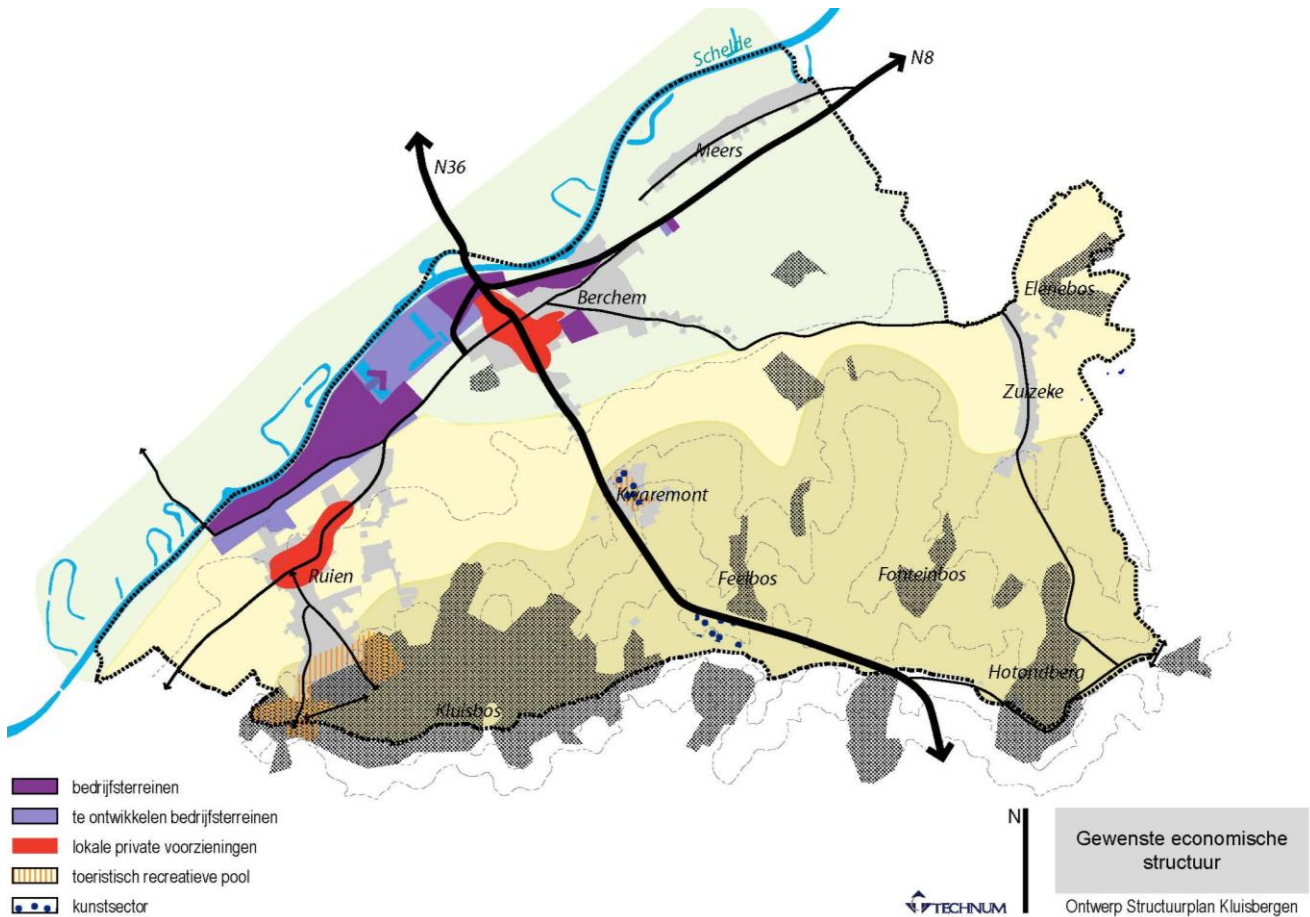 Schelde
N8
N36
Meers
Berchem
Elenebos
Zulzeke
Kwaremont
Ruien
Feelbos
Fonteinbos
Hotondberg
Kluisbos
bedrijfsterreinen
te ontwikkelen bedrijfsterreinen
lokale private voorzieningen
toeristisch recreatieve pool
kunstsector
N
TECHNUM
Gewenste economische
structuur
Ontwerp Structuurplan Kluisbergen